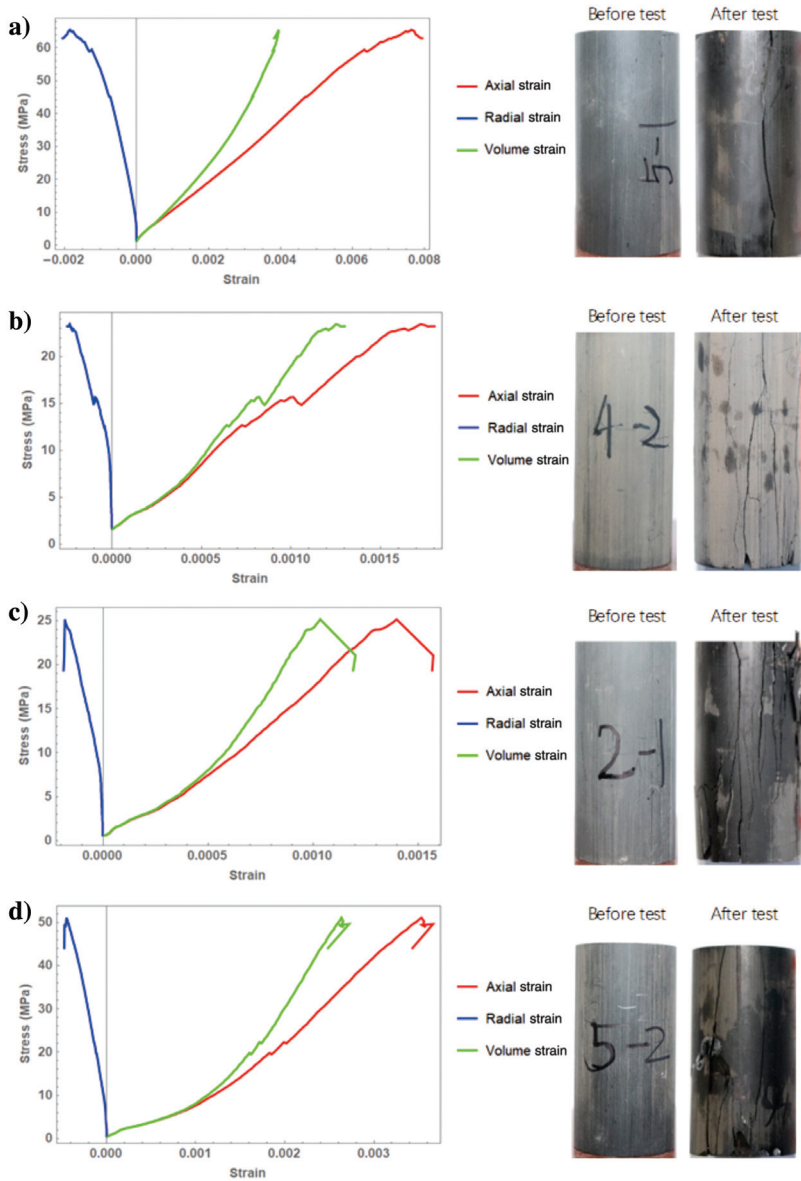 a)
Before test
After test
Stress (MPa)
60
50
40
30
20
10
0
−0.002
0.000
0.002
0.004
0.006
0.008
Strain
Axial strain
Radial strain
Volume strain
5-1
b)
Before test
After test
Stress (MPa)
20
15
10
5
0
0.0000
0.0005
0.0010
0.0015
Strain
Axial strain
Radial strain
Volume strain
4-2
c)
Before test
After test
Stress (MPa)
25
20
15
10
5
0
0.0000
0.0005
0.0010
0.0015
Strain
Axial strain
Radial strain
Volume strain
2-1
d)
Before test
After test
Stress (MPa)
50
40
30
20
10
0
0.000
0.001
0.002
0.003
Strain
Axial strain
Radial strain
Volume strain
5-2